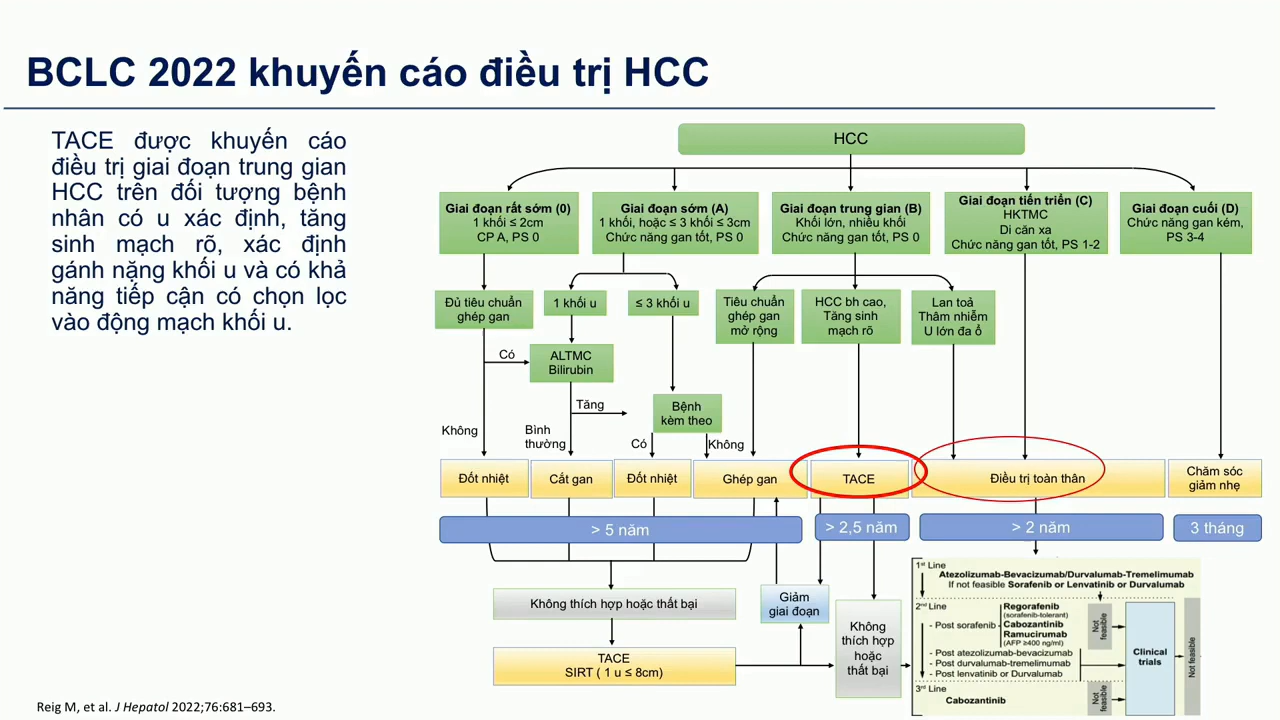 BCLC 2022 khuyến cáo điều trị HCC
TACE được khuyến cáo
điều trị giai đoạn trung gian
HCC trên đối tượng bệnh
nhân có u xác định, tăng
sinh mạch rõ, xác định
gánh nặng khối u và có khả
năng tiếp cận có chọn lọc
vào động mạch khối u.
HCC
Giai đoạn rất sớm (0)
1 khối ≤ 2cm
CP A, PS 0
Giai đoạn sớm (A)
1 khối, hoặc ≤ 3 khối ≤ 3cm
Chức năng gan tốt, PS 0
Giai đoạn trung gian (B)
Khối lớn, nhiều khối
Chức năng gan tốt, PS 0
Giai đoạn tiến triển (C)
HKTMC
Di căn xa
Chức năng gan tốt, PS 1-2
Giai đoạn cuối (D)
Chức năng gan kém,
PS 3-4
Đủ tiêu chuẩn
ghép gan
1 khối u
≤ 3 khối u
Tiêu chuẩn
ghép gan
mở rộng
HCC bh cao,
Tăng sinh
mạch rõ
Lan toả
Thâm nhiễm
U lớn đa ổ
Có
ALTMC
Bilirubin
Tăng
Bệnh
kèm theo
Không
Bình
thường
Có
Không
Đốt nhiệt
Cắt gan
Đốt nhiệt
Ghép gan
TACE
Điều trị toàn thân
Chăm sóc
giảm nhẹ
> 5 năm
> 2,5 năm
> 2 năm
3 tháng
Không thích hợp hoặc thất bại
TACE
SIRT ( 1 u ≤ 8cm)
Giảm
giai đoạn
Không
thích hợp
hoặc
thất bại
1st Line
Atezolizumab-Bevacizumab/Durvalumab-Tremelimumab
If not feasible Sorafenib or Lenvatinib or Durvalumab
2nd Line
- Post sorafenib
Regorafenib
(sorafenib-tolerant)
Cabozantinib
Ramucirumab
(AFP ≥400 ng/ml)
- Post atezolizumab-bevacizumab
- Post durvalumab-tremelimumab
- Post lenvatinib or Durvalumab
Not feasible
Clinical
trials
Not feasible
3rd Line
Cabozantinib
Not feasible
Reig M, et al. J Hepatol 2022;76:681–693.